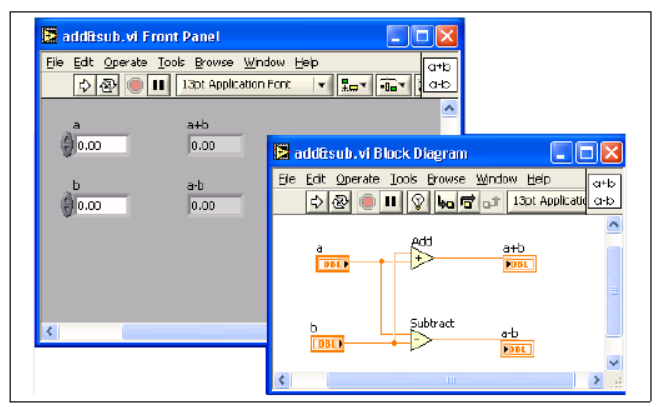 add&sub.vi Front Panel
File Edit Operate Tools Browse Window Help
13pt Application Font
a+b
a-b
a
0.00
a+b
0.00
b
0.00
a-b
0.00
add&sub.vi Block Diagram
File Edit Operate Tools Browse Window Help
13pt Applicati
a+b
a-b
a
DBL
Add
+
a+b
DBL
b
DBL
Subtract
-
a-b
DBL